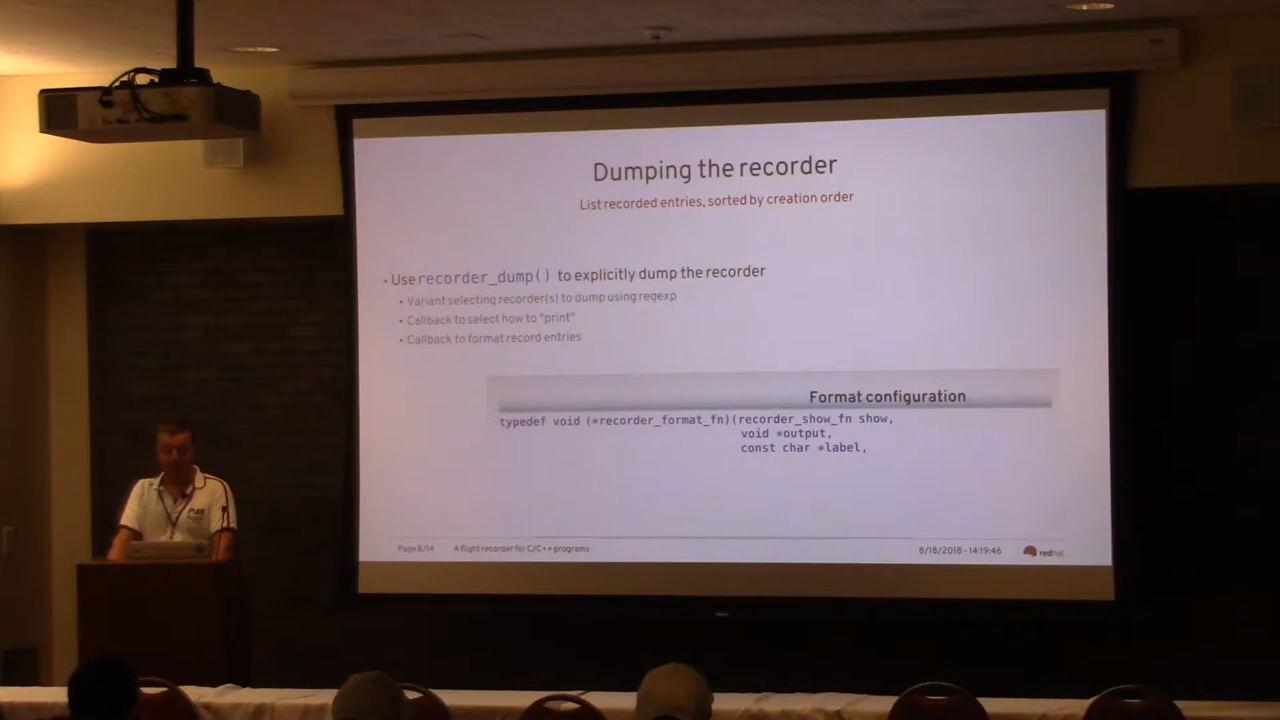 Dumping the recorder
List recorded entries, sorted by creation order
• Use recorder_dump() to explicitly dump the recorder
• Variant selecting recorder(s) to dump using regexp
• Callback to select how to "print"
• Callback to format record entries
Format configuration
typedef void (*recorder_format_fn)(recorder_show_fn show,
void *output,
const char *label,
Page 8/14 A flight recorder for C/C++ programs 8/18/2018 - 14:19:46 redhat